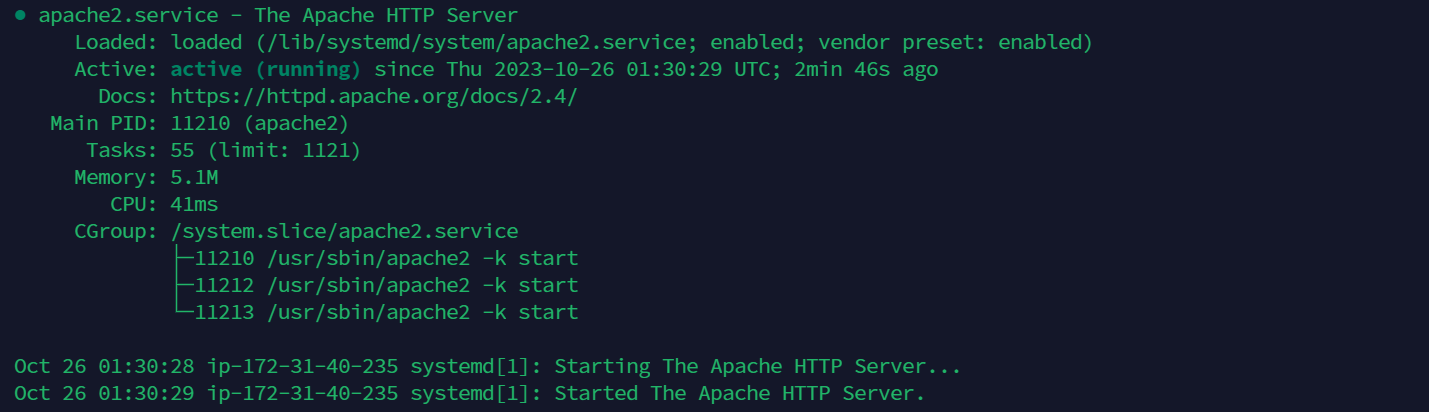 ● apache2.service - The Apache HTTP Server
     Loaded: loaded (/lib/systemd/system/apache2.service; enabled; vendor preset: enabled)
     Active: active (running) since Thu 2023-10-26 01:30:29 UTC; 2min 46s ago
       Docs: https://httpd.apache.org/docs/2.4/
   Main PID: 11210 (apache2)
      Tasks: 55 (limit: 1121)
     Memory: 5.1M
        CPU: 41ms
     CGroup: /system.slice/apache2.service
             ├─11210 /usr/sbin/apache2 -k start
             ├─11212 /usr/sbin/apache2 -k start
             └─11213 /usr/sbin/apache2 -k start

Oct 26 01:30:28 ip-172-31-40-235 systemd[1]: Starting The Apache HTTP Server...
Oct 26 01:30:29 ip-172-31-40-235 systemd[1]: Started The Apache HTTP Server.